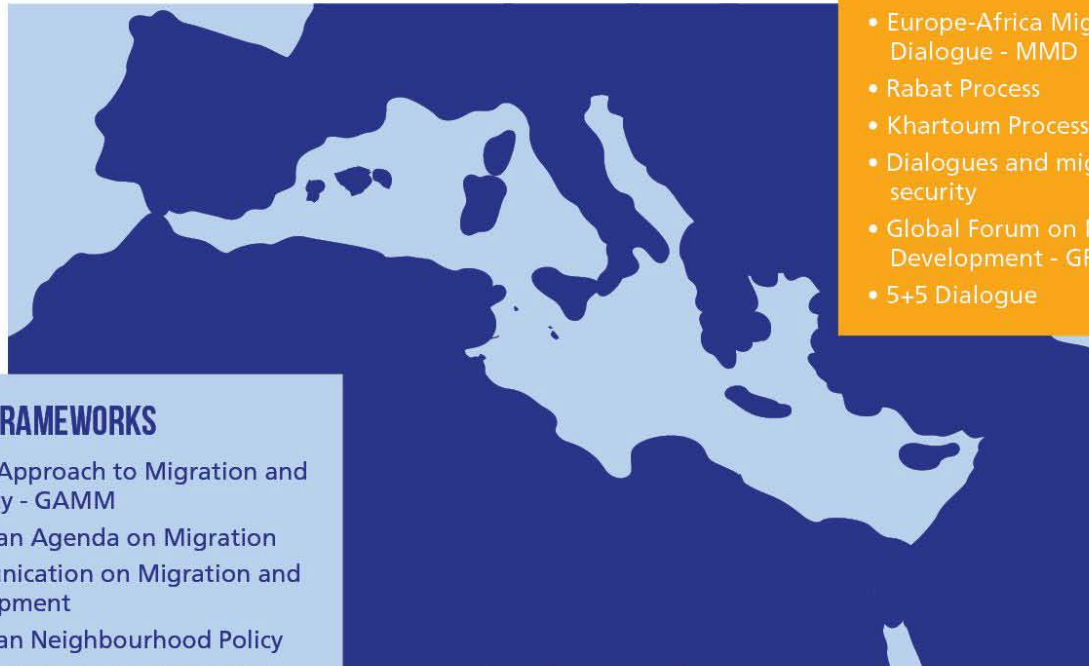 • Europe-Africa Mig
Dialogue - MMD
• Rabat Process
• Khartoum Process
• Dialogues and mig
security
• Global Forum on
Development - GF
• 5+5 Dialogue
RAMEWORKS
Approach to Migration and
y - GAMM
an Agenda on Migration
nication on Migration and
pment
an Neighbourhood Policy